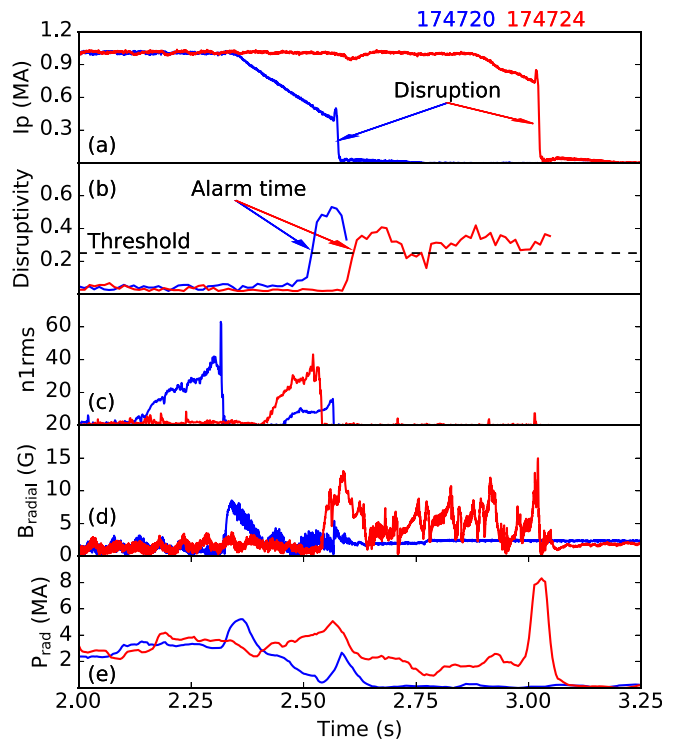 174720 174724
1.2
0.9
0.6
0.3
Ip (MA)
Disruption
(a)
(b)
0.6
0.4
0.2
Disruptivity
Alarm time
Threshold
60
40
20
20
n1rms
(c)
15
10
5
0
B_radial (G)
(d)
8
6
4
2
P_rad (MA)
(e)
2.00 2.25 2.50 2.75 3.00 3.25
Time (s)